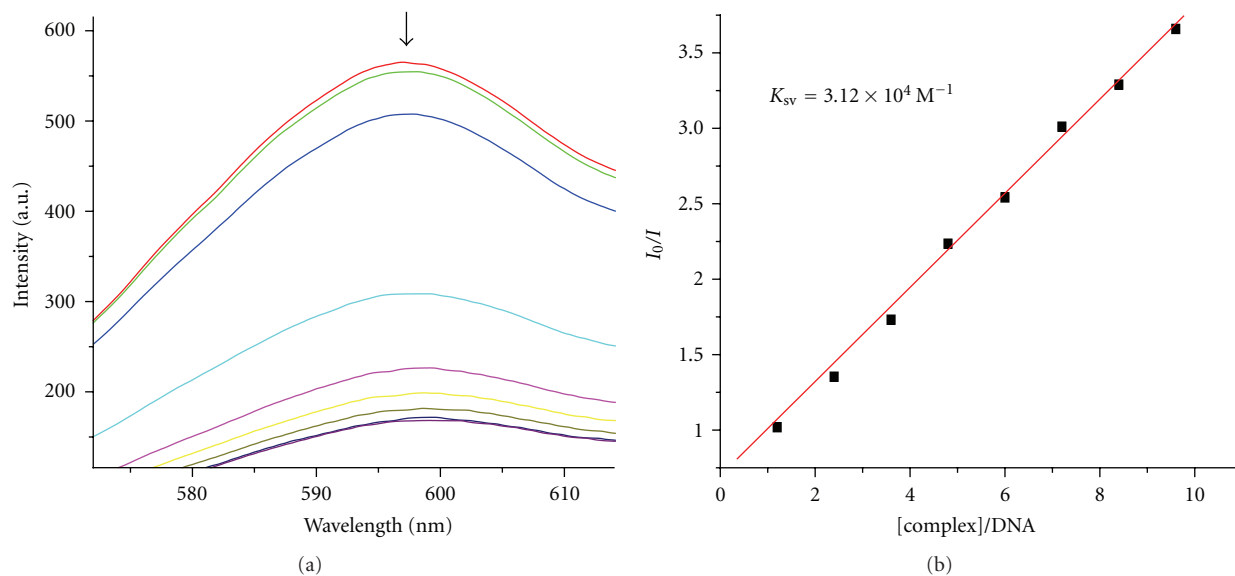 600
500
400
300
200
Intensity (a.u.)
580 590 600 610
Wavelength (nm)
(a)
3.5
3.0
2.5
2
1.5
1
I₀/I
Kₛᵥ = 3.12 × 10⁴ M⁻¹
0 2 4 6 8 10
[complex]/DNA
(b)